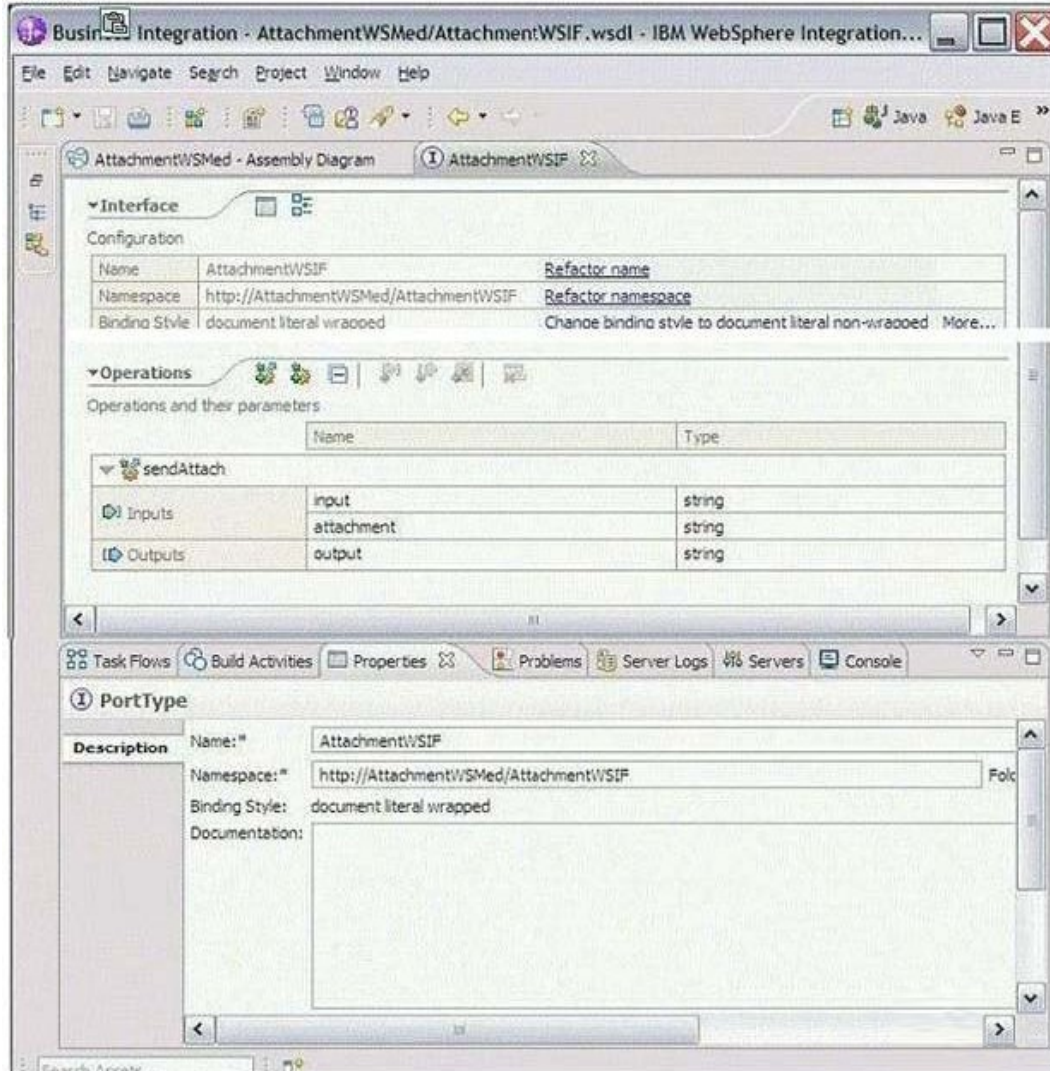 Business Integration - AttachmentWSMed/AttachmentWSIF.wsdl - IBM WebSphere Integration...
File Edit Navigate Search Project Window Help
Java Java E »
AttachmentWSMed - Assembly Diagram AttachmentWSIF
Interface
Configuration
Name AttachmentWSIF Refactor name
Namespace http://AttachmentWSMed/AttachmentWSIF Refactor namespace
Binding Style document literal wrapped Change binding style to document literal non-wrapped More...
Operations
Operations and their parameters
Name Type
sendAttach
Inputs input string
attachment string
Outputs output string
Task Flows Build Activities Properties Problems Server Logs Servers Console
PortType
Description Name:* AttachmentWSIF
Namespace:* http://AttachmentWSMed/AttachmentWSIF Fold
Binding Style: document literal wrapped
Documentation:
Search Assets